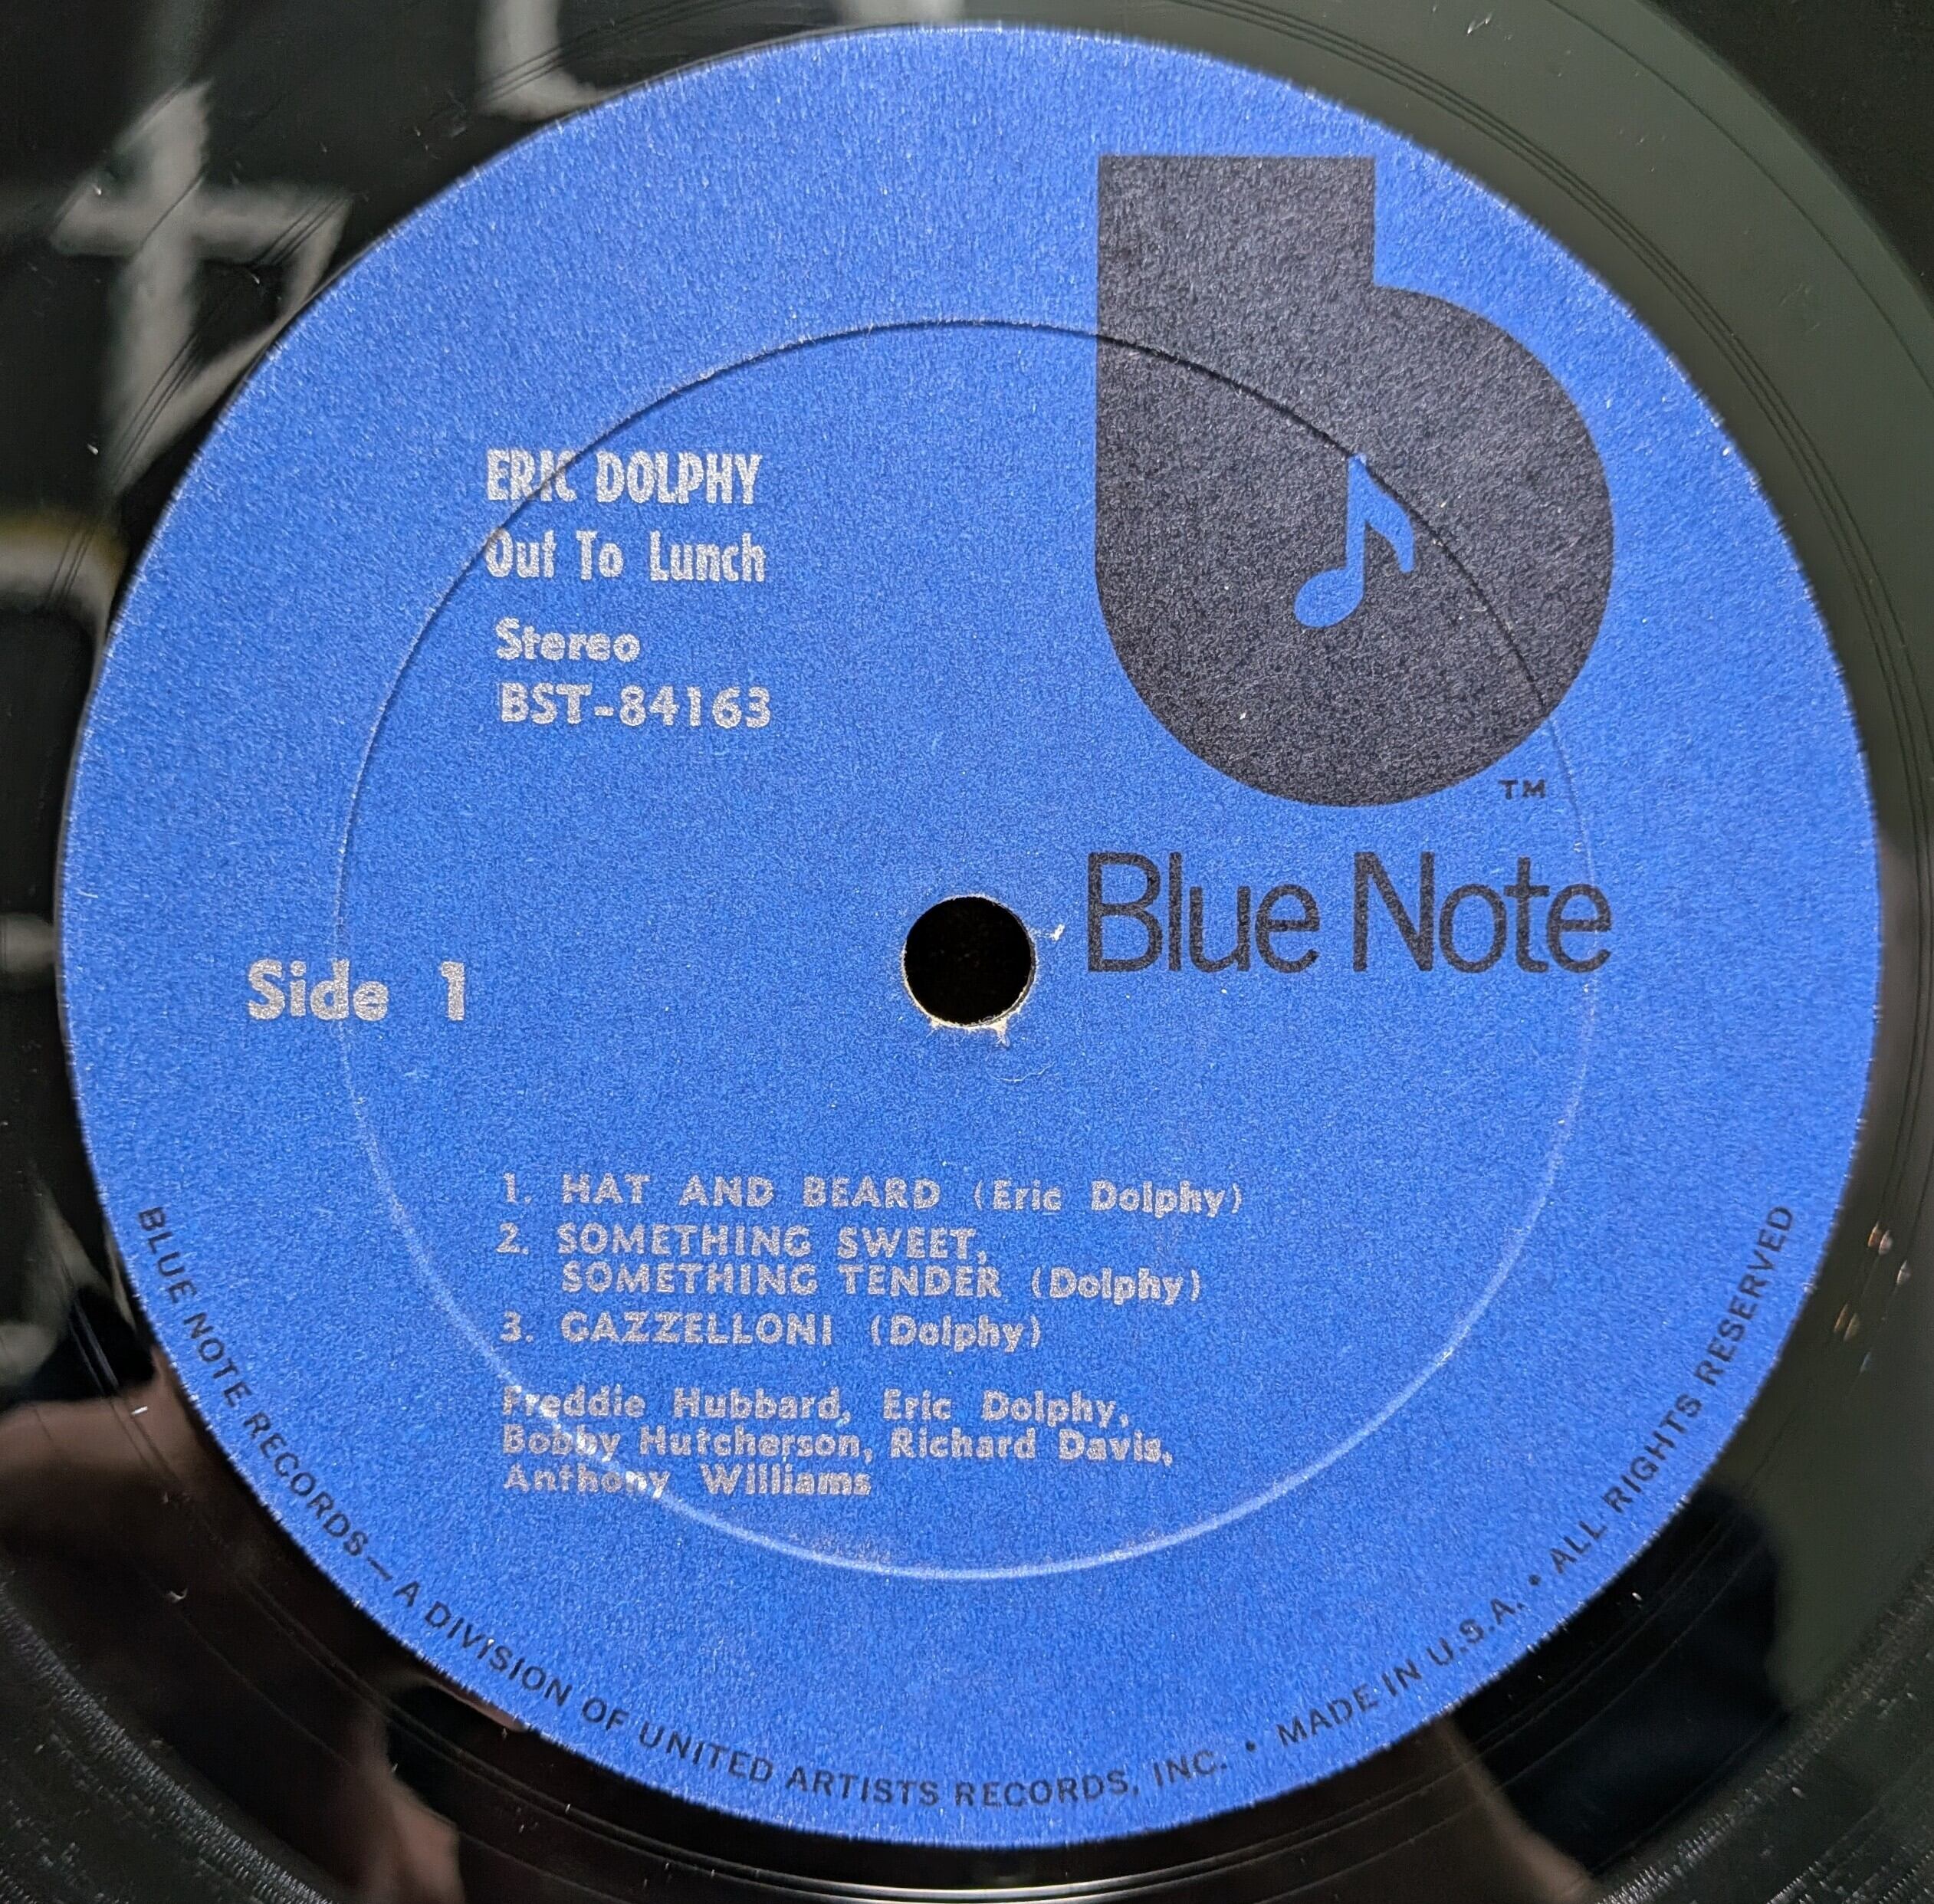 ERIC DOLPHY
Out To Lunch
Stereo
BST-84163
TM
Blue Note
Side 1
1. HAT AND BEARD (Eric Dolphy)
2. SOMETHING SWEET,
SOMETHING TENDER (Dolphy)
3. GAZZELLONI (Dolphy)
Freddie Hubbard, Eric Dolphy,
Bobby Hutcherson, Richard Davis,
Anthony Williams
BLUE NOTE RECORDS — A DIVISION OF UNITED ARTISTS RECORDS, INC. • MADE IN U.S.A. • ALL RIGHTS RESERVED